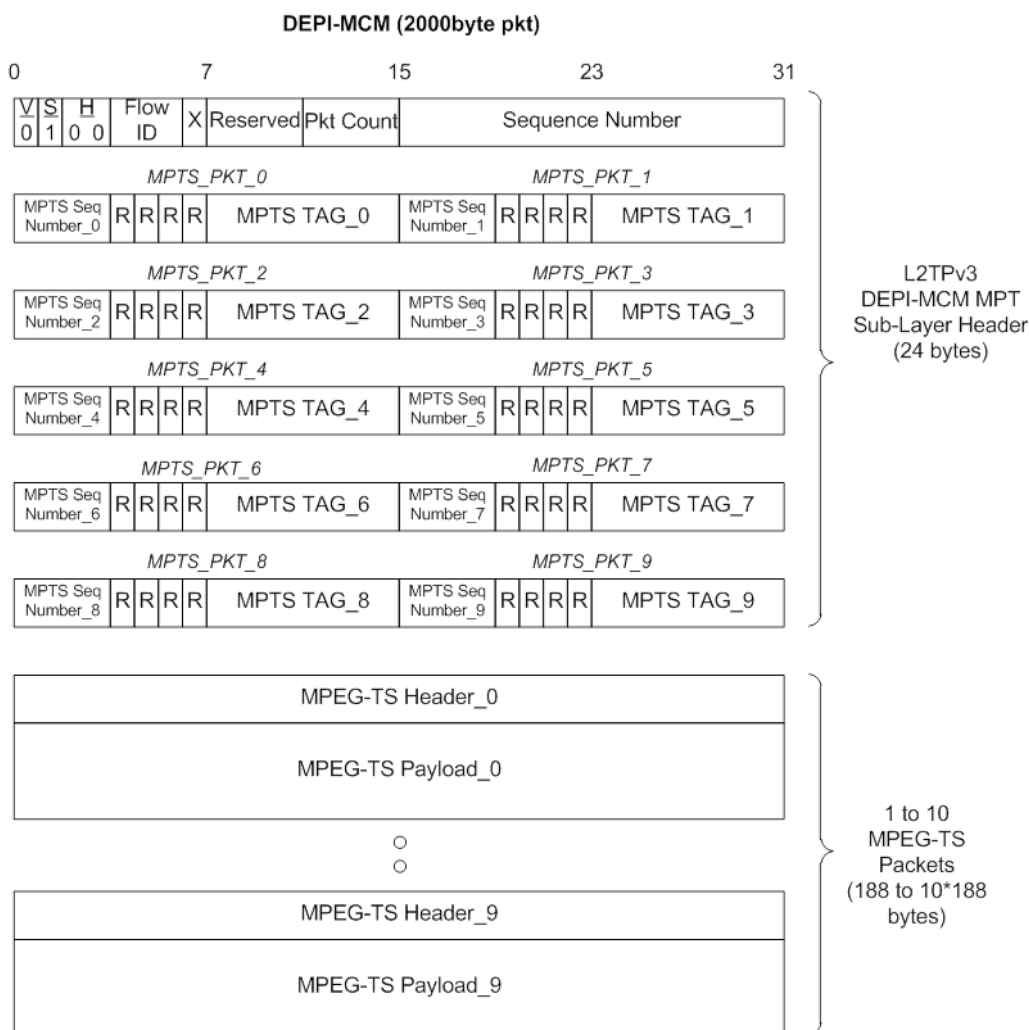 DEPI-MCM (2000byte pkt)
0 7 15 23 31
V S H Flow ID X Reserved Pkt Count Sequence Number
0 1 0 0
MPTS_PKT_0 MPTS_PKT_1
MPTS Seq Number_0 R R R R MPTS TAG_0 MPTS Seq Number_1 R R R R MPTS TAG_1
MPTS_PKT_2 MPTS_PKT_3
MPTS Seq Number_2 R R R R MPTS TAG_2 MPTS Seq Number_3 R R R R MPTS TAG_3
MPTS_PKT_4 MPTS_PKT_5
MPTS Seq Number_4 R R R R MPTS TAG_4 MPTS Seq Number_5 R R R R MPTS TAG_5
MPTS_PKT_6 MPTS_PKT_7
MPTS Seq Number_6 R R R R MPTS TAG_6 MPTS Seq Number_7 R R R R MPTS TAG_7
MPTS_PKT_8 MPTS_PKT_9
MPTS Seq Number_8 R R R R MPTS TAG_8 MPTS Seq Number_9 R R R R MPTS TAG_9
L2TPv3
DEPI-MCM MPT
Sub-Layer Header
(24 bytes)
MPEG-TS Header_0
MPEG-TS Payload_0
MPEG-TS Header_9
MPEG-TS Payload_9
1 to 10
MPEG-TS
Packets
(188 to 10*188
bytes)